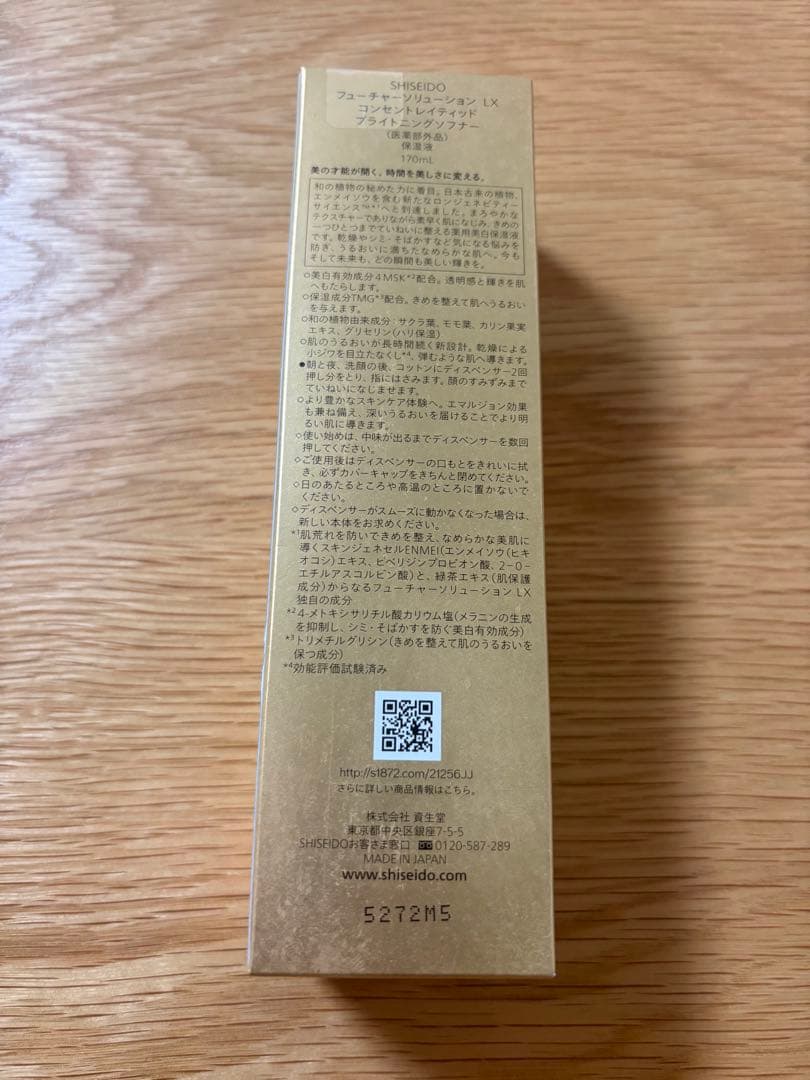 SHISEIDO
フューチャーソリューション LX
コンセントレイティッド
ブライトニングソフナー
(医薬部外品)
保湿液
170mL
美の才能が開く。時間を美しさに変える。
和の植物の秘めた力に着目。日本古来の植物、
エンメイソウを含む新たなロンジェネビティー
サイエンス™*¹へと到達しました。まろやかな
テクスチャーでありながら素早く肌になじみ、きめの
一つひとつまでていねいに整える薬用美白保湿液
です。乾燥やシミ・そばかすなど気になる悩みを
防ぎ、うるおいに満ちたなめらかな肌へ。今も
そして未来も、どの瞬間も美しい輝きを。
○美白有効成分4MSK*²配合。透明感と輝きを肌
へもたらします。
○保湿成分TMG*³配合。きめを整えて肌へうるおい
を与えます。
○和の植物由来成分:サクラ葉、モモ葉、カリン果実
エキス、グリセリン(ハリ保湿)
○肌のうるおいが長時間続く新設計。乾燥による
小ジワを目立たなくし*⁴、弾むような肌へ導きます。
●朝と夜、洗顔の後、コットンにディスペンサー2回
押し分をとり、指にはさみます。顔のすみずみまで
ていねいになじませます。
○より豊かなスキンケア体験へ。エマルジョン効果
も兼ね備え、深いうるおいを届けることでより明
るい肌に導きます。
○使い始めは、中味が出るまでディスペンサーを数回
押してください。
○ご使用後はディスペンサーの口もとをきれいに拭
き、必ずカバーキャップをきちんと閉めてください。
○日のあたるところや高温のところに置かないで
ください。
○ディスペンサーがスムーズに動かなくなった場合は、
新しい本体をお求めください。
*¹肌荒れを防いできめを整え、なめらかな美肌に
導くスキンジェネセルENMEI(エンメイソウ(ヒキ
オコシ)エキス、ピペリジンプロピオン酸、2-O-
エチルアスコルビン酸)と、緑茶エキス(肌保護
成分)からなるフューチャーソリューション LX
独自の成分
*²4-メトキシサリチル酸カリウム塩(メラニンの生成
を抑制し、シミ・そばかすを防ぐ美白有効成分)
*³トリメチルグリシン(きめを整えて肌のうるおいを
保つ成分)
*⁴効能評価試験済み
http://s1872.com/21256JJ
さらに詳しい商品情報はこちら。
株式会社 資生堂
東京都中央区銀座7-5-5
SHISEIDOお客さま窓口 0120-587-289
MADE IN JAPAN
www.shiseido.com
5272M5